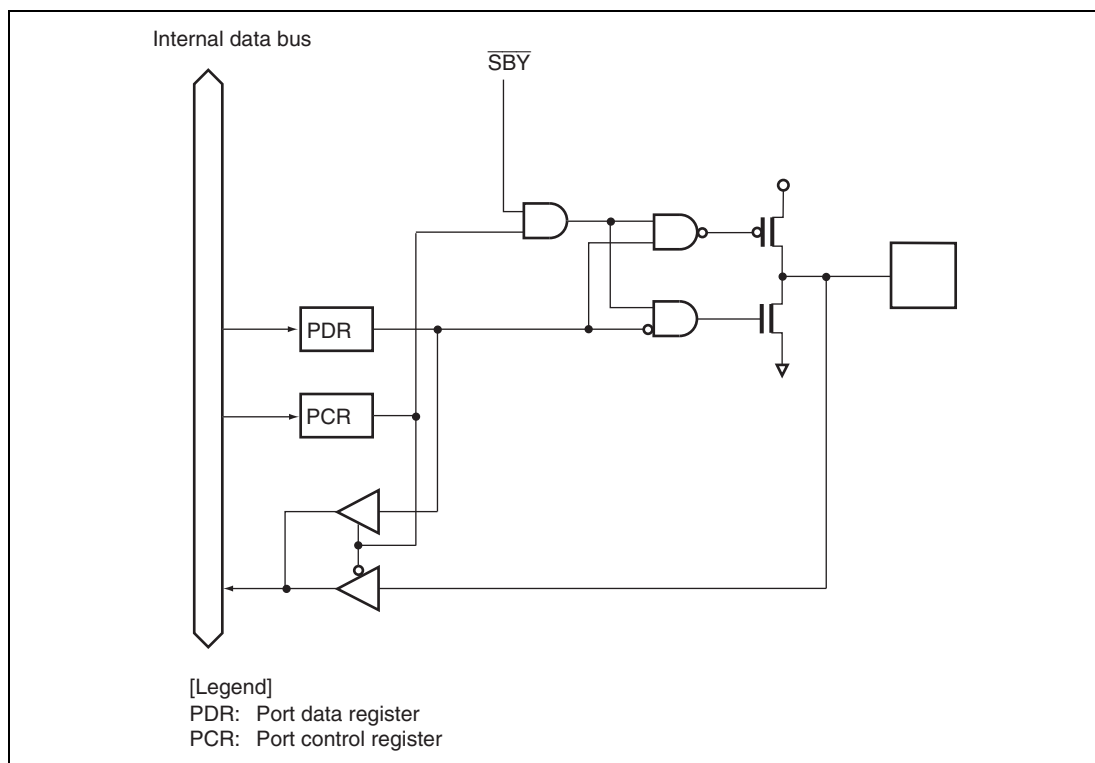 Internal data bus
SBY
PDR
PCR
[Legend]
PDR: Port data register
PCR: Port control register